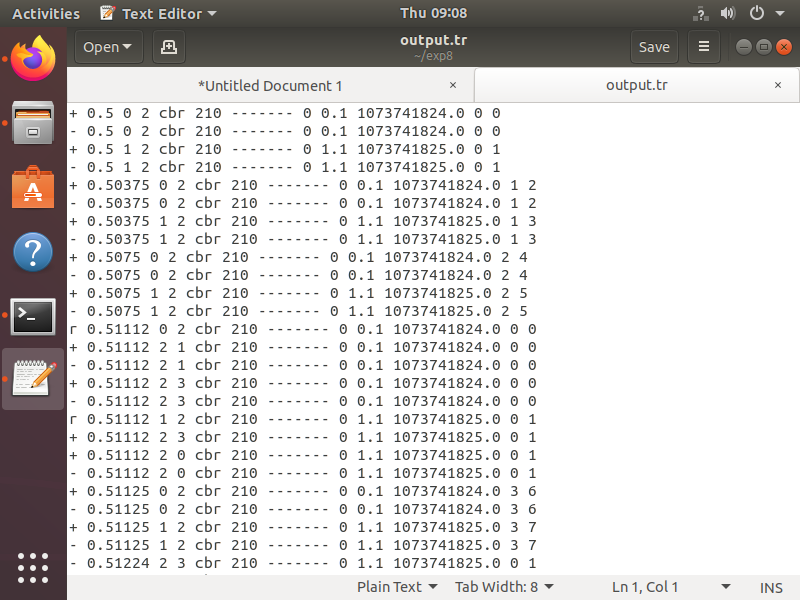 Activities Text Editor Thu 09:08
Open output.tr Save
~/exp8
*Untitled Document 1 × output.tr ×
+ 0.5 0 2 cbr 210 ------- 0 0.1 1073741824.0 0 0
- 0.5 0 2 cbr 210 ------- 0 0.1 1073741824.0 0 0
+ 0.5 1 2 cbr 210 ------- 0 1.1 1073741825.0 0 1
- 0.5 1 2 cbr 210 ------- 0 1.1 1073741825.0 0 1
+ 0.50375 0 2 cbr 210 ------- 0 0.1 1073741824.0 1 2
- 0.50375 0 2 cbr 210 ------- 0 0.1 1073741824.0 1 2
+ 0.50375 1 2 cbr 210 ------- 0 1.1 1073741825.0 1 3
- 0.50375 1 2 cbr 210 ------- 0 1.1 1073741825.0 1 3
+ 0.5075 0 2 cbr 210 ------- 0 0.1 1073741824.0 2 4
- 0.5075 0 2 cbr 210 ------- 0 0.1 1073741824.0 2 4
+ 0.5075 1 2 cbr 210 ------- 0 1.1 1073741825.0 2 5
- 0.5075 1 2 cbr 210 ------- 0 1.1 1073741825.0 2 5
r 0.51112 0 2 cbr 210 ------- 0 0.1 1073741824.0 0 0
+ 0.51112 2 1 cbr 210 ------- 0 0.1 1073741824.0 0 0
- 0.51112 2 1 cbr 210 ------- 0 0.1 1073741824.0 0 0
+ 0.51112 2 3 cbr 210 ------- 0 0.1 1073741824.0 0 0
- 0.51112 2 3 cbr 210 ------- 0 0.1 1073741824.0 0 0
r 0.51112 1 2 cbr 210 ------- 0 1.1 1073741825.0 0 1
+ 0.51112 2 3 cbr 210 ------- 0 1.1 1073741825.0 0 1
+ 0.51112 2 0 cbr 210 ------- 0 1.1 1073741825.0 0 1
- 0.51112 2 0 cbr 210 ------- 0 1.1 1073741825.0 0 1
+ 0.51125 0 2 cbr 210 ------- 0 0.1 1073741824.0 3 6
- 0.51125 0 2 cbr 210 ------- 0 0.1 1073741824.0 3 6
+ 0.51125 1 2 cbr 210 ------- 0 1.1 1073741825.0 3 7
- 0.51125 1 2 cbr 210 ------- 0 1.1 1073741825.0 3 7
- 0.51224 2 3 cbr 210 ------- 0 1.1 1073741825.0 0 1
Plain Text Tab Width: 8 Ln 1, Col 1 INS